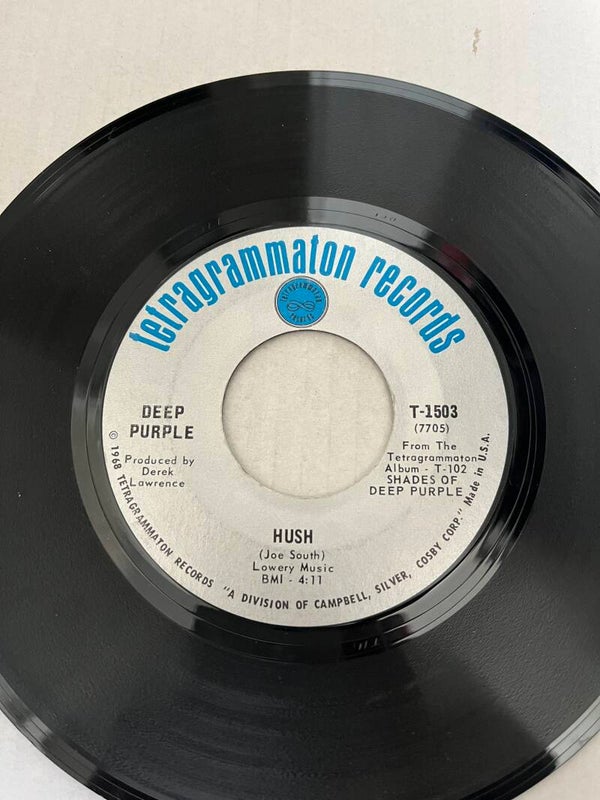 tetragrammaton records
tetragrammaton
records
DEEP
PURPLE
Produced by
Derek
Lawrence
T-1503
(7705)
From The
Tetragrammaton
Album - T-102
SHADES OF
DEEP PURPLE
HUSH
(Joe South)
Lowery Music
BMI - 4:11
© 1968 TETRAGRAMMATON RECORDS "A DIVISION OF CAMPBELL, SILVER, COSBY CORP." Made in U.S.A.